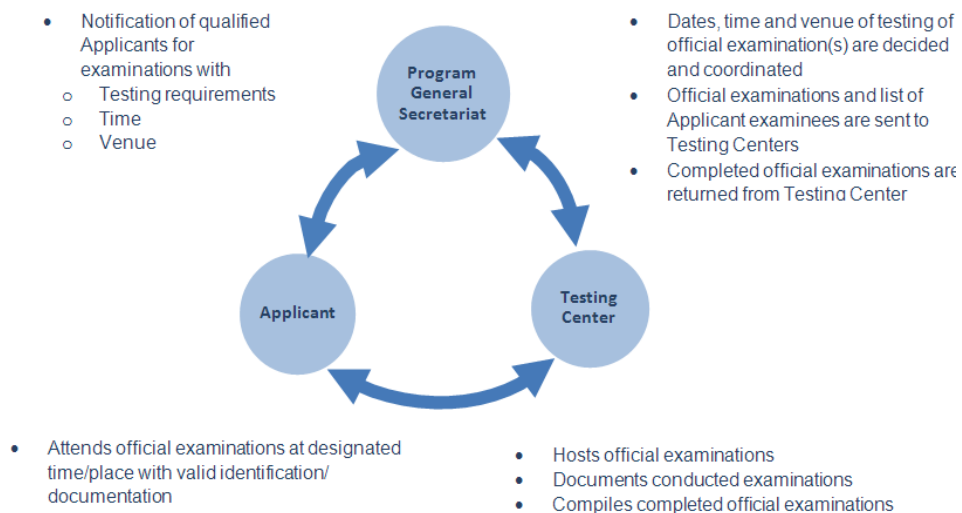 • Notification of qualified
Applicants for
examinations with
o Testing requirements
o Time
o Venue
Program
General
Secretariat
• Dates, time and venue of testing of
official examination(s) are decided
and coordinated
• Official examinations and list of
Applicant examinees are sent to
Testing Centers
• Completed official examinations are
returned from Testing Center
Applicant
Testing
Center
• Attends official examinations at designated
time/place with valid identification/
documentation
• Hosts official examinations
• Documents conducted examinations
• Compiles completed official examinations